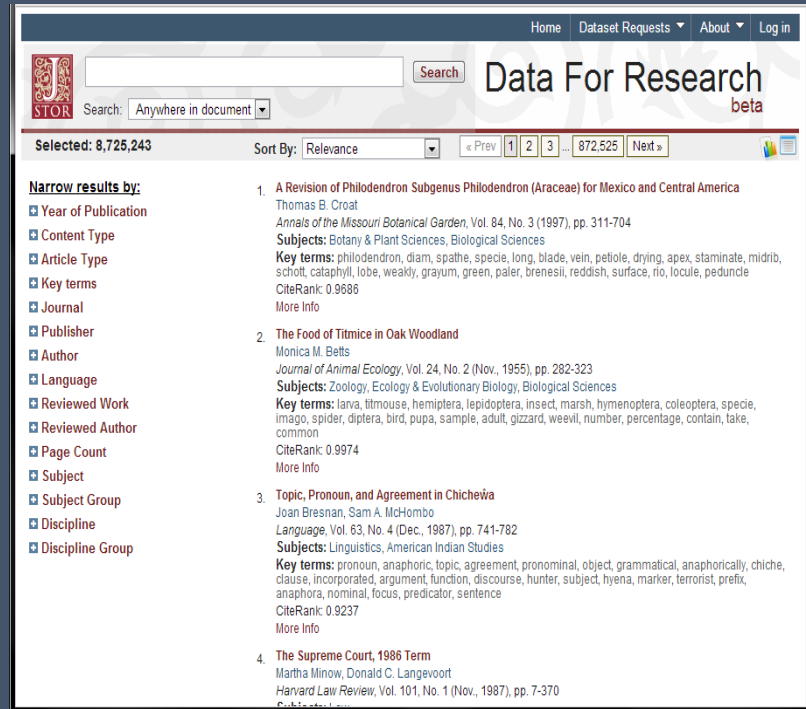 Home Dataset Requests About Log in
J
STOR
Search
Data For Research
beta
Search: Anywhere in document
Selected: 8,725,243
Sort By: Relevance
« Prev 1 2 3 ... 872,525 Next »
Narrow results by:
Year of Publication
Content Type
Article Type
Key terms
Journal
Publisher
Author
Language
Reviewed Work
Reviewed Author
Page Count
Subject
Subject Group
Discipline
Discipline Group
1. A Revision of Philodendron Subgenus Philodendron (Araceae) for Mexico and Central America
Thomas B. Croat
Annals of the Missouri Botanical Garden, Vol. 84, No. 3 (1997), pp. 311-704
Subjects: Botany & Plant Sciences, Biological Sciences
Key terms: philodendron, diam, spathe, specie, long, blade, vein, petiole, drying, apex, staminate, midrib,
schott, cataphyll, lobe, weakly, grayum, green, paler, brenesii, reddish, surface, rio, locule, peduncle
CiteRank: 0.9686
More Info
2. The Food of Titmice in Oak Woodland
Monica M. Betts
Journal of Animal Ecology, Vol. 24, No. 2 (Nov., 1955), pp. 282-323
Subjects: Zoology, Ecology & Evolutionary Biology, Biological Sciences
Key terms: larva, titmouse, hemiptera, lepidoptera, insect, marsh, hymenoptera, coleoptera, specie,
imago, spider, diptera, bird, pupa, sample, adult, gizzard, weevil, number, percentage, contain, take,
common
CiteRank: 0.9974
More Info
3. Topic, Pronoun, and Agreement in Chicheŵa
Joan Bresnan, Sam A. McHombo
Language, Vol. 63, No. 4 (Dec., 1987), pp. 741-782
Subjects: Linguistics, American Indian Studies
Key terms: pronoun, anaphoric, topic, agreement, pronominal, object, grammatical, anaphorically, chiche,
clause, incorporated, argument, function, discourse, hunter, subject, hyena, marker, terrorist, prefix,
anaphora, nominal, focus, predicator, sentence
CiteRank: 0.9237
More Info
4. The Supreme Court, 1986 Term
Martha Minow, Donald C. Langevoort
Harvard Law Review, Vol. 101, No. 1 (Nov., 1987), pp. 7-370